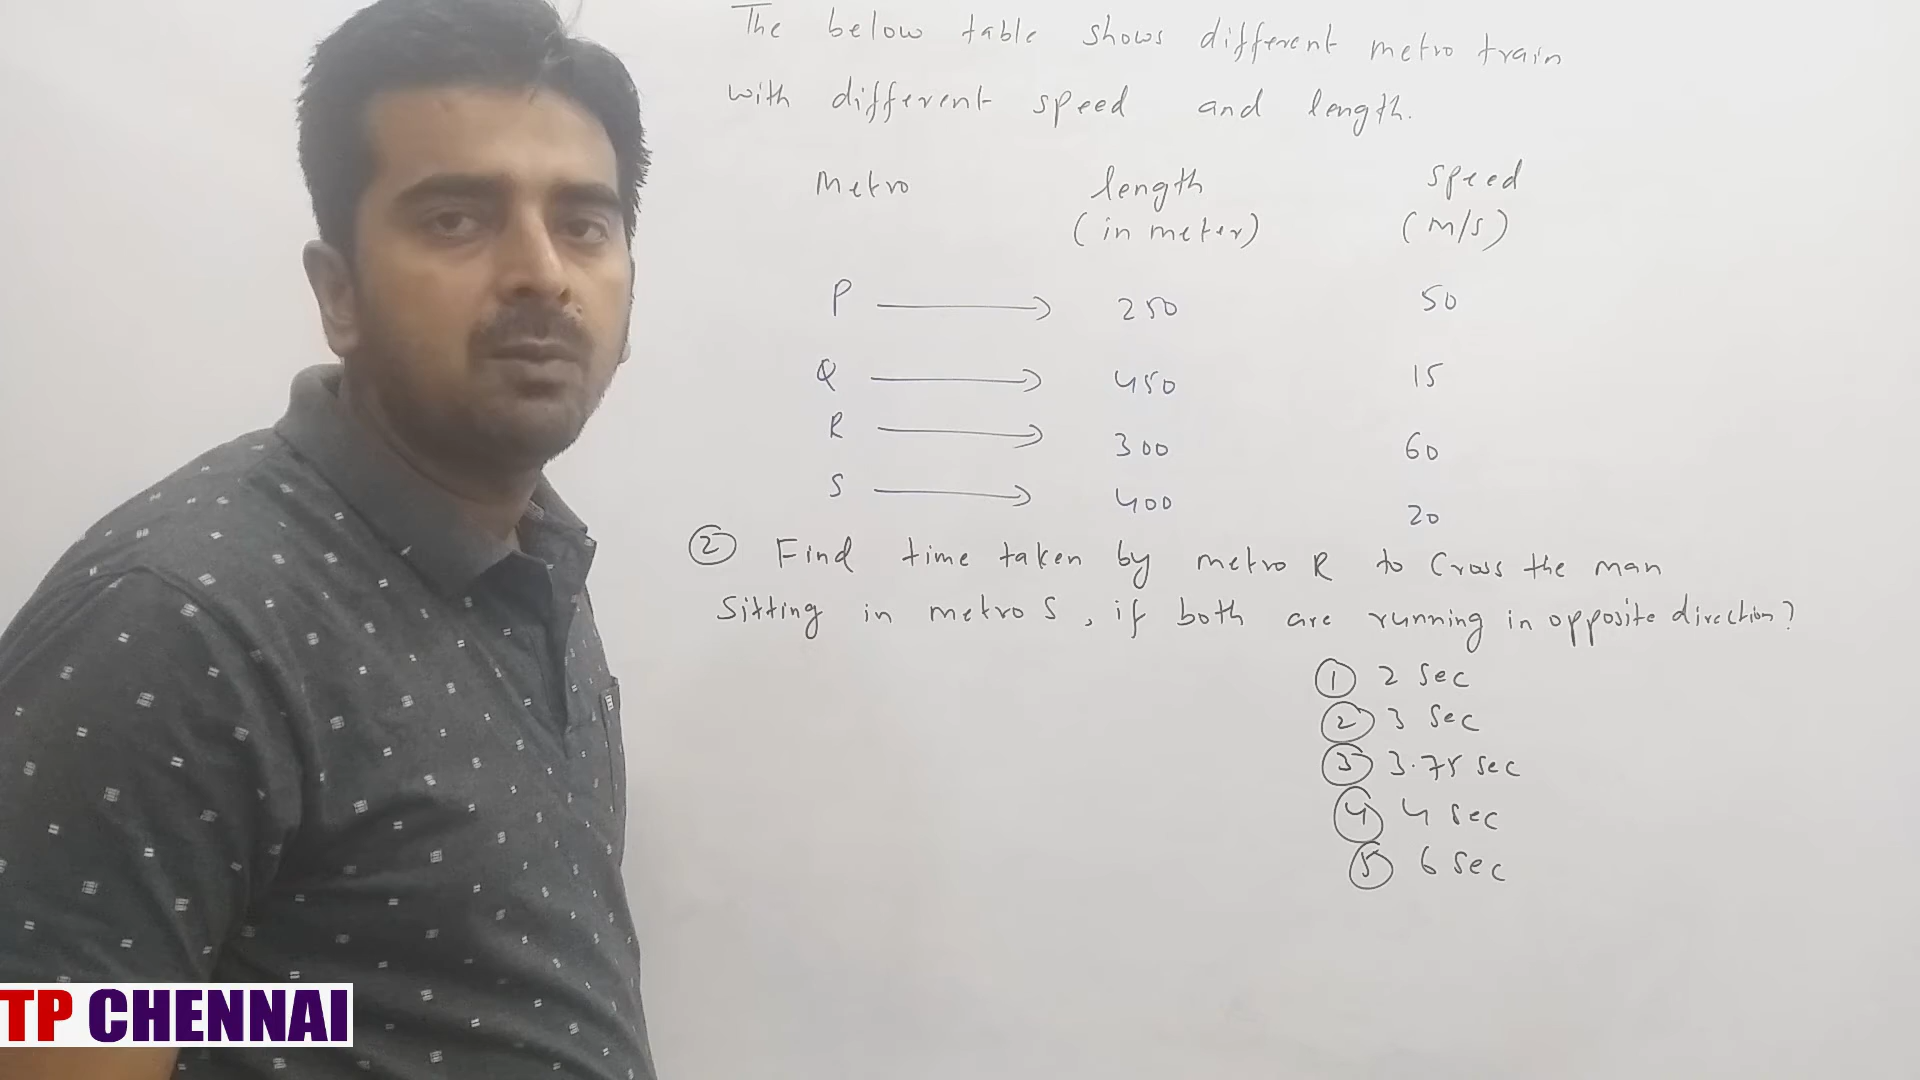 The below table shows different metro train
with different speed and length.
Metro length speed
(in meter) (m/s)
P → 250 50
Q → 450 15
R → 300 60
S → 400 20
② Find time taken by metro R to Cross the man
Sitting in metro S, if both are running in opposite direction?
① 2 Sec
② 3 Sec
③ 3.75 Sec
④ 4 Sec
⑤ 6 Sec
TP CHENNAI